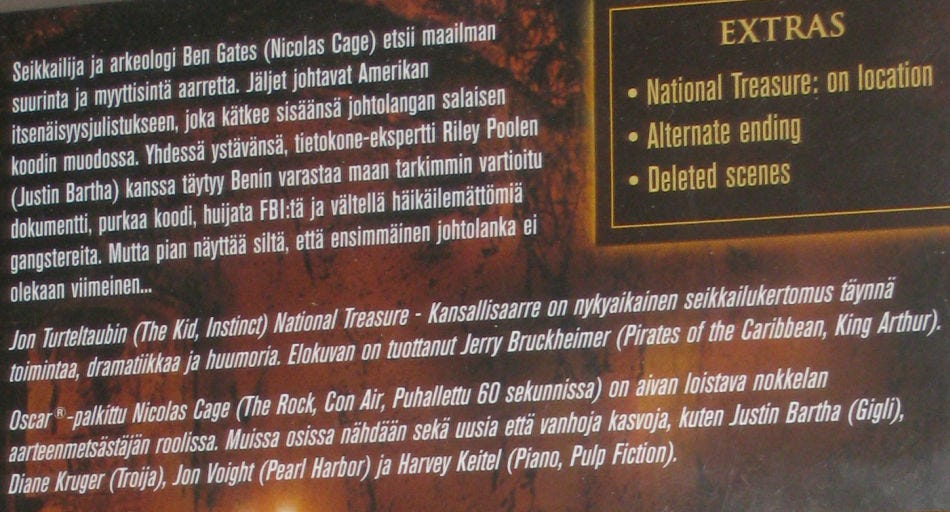 Seikkailija ja arkeologi Ben Gates (Nicolas Cage) etsii maailman
suurinta ja myyttisintä aarretta. Jäljet johtavat Amerikan
itsenäisyysjulistukseen, joka kätkee sisäänsä johtolangan salaisen
koodin muodossa. Yhdessä ystävänsä, tietokone-ekspertti Riley Poolen
(Justin Bartha) kanssa täytyy Benin varastaa maan tarkimmin vartioitu
dokumentti, purkaa koodi, huijata FBI:tä ja vältellä häikäilemättömiä
gangstereita. Mutta pian näyttää siltä, että ensimmäinen johtolanka ei
olekaan viimeinen...
Jon Turteltaubin (The Kid, Instinct) National Treasure - Kansallisaarre on nykyaikainen seikkailukertomus täynnä
toimintaa, dramatiikkaa ja huumoria. Elokuvan on tuottanut Jerry Bruckheimer (Pirates of the Caribbean, King Arthur).
Oscar®-palkittu Nicolas Cage (The Rock, Con Air, Puhallettu 60 sekunnissa) on aivan loistava nokkelan
aarteenmetsästäjän roolissa. Muissa osissa nähdään sekä uusia että vanhoja kasvoja, kuten Justin Bartha (Gigli),
Diane Kruger (Troija), Jon Voight (Pearl Harbor) ja Harvey Keitel (Piano, Pulp Fiction).
EXTRAS
• National Treasure: on location
• Alternate ending
• Deleted scenes